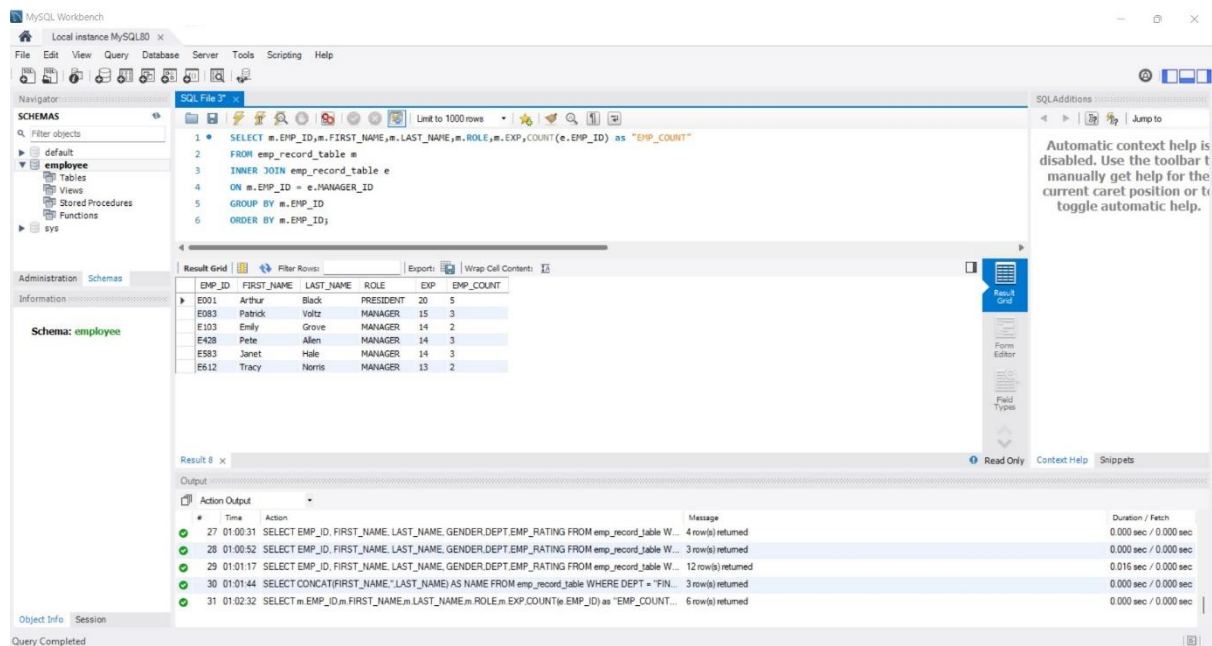 MySQL Workbench
Local instance MySQL80 ×
File Edit View Query Database Server Tools Scripting Help
Navigator
SCHEMAS
Filter objects
default
employee
Tables
Views
Stored Procedures
Functions
sys
Administration Schemas
Information
Schema: employee
Object Info Session
SQL File 3* ×
Limit to 1000 rows
1 SELECT m.EMP_ID,m.FIRST_NAME,m.LAST_NAME,m.ROLE,m.EXP,COUNT(e.EMP_ID) as "EMP_COUNT"
2 FROM emp_record_table m
3 INNER JOIN emp_record_table e
4 ON m.EMP_ID = e.MANAGER_ID
5 GROUP BY m.EMP_ID
6 ORDER BY m.EMP_ID;
Result Grid Filter Rows: Export: Wrap Cell Content:
EMP_ID FIRST_NAME LAST_NAME ROLE EXP EMP_COUNT
E001 Arthur Black PRESIDENT 20 5
E083 Patrick Voltz MANAGER 15 3
E103 Emily Grove MANAGER 14 2
E428 Pete Allen MANAGER 14 3
E583 Janet Hale MANAGER 14 3
E612 Tracy Norris MANAGER 13 2
Result
Grid
Form
Editor
Field
Types
Result 8 ×
Read Only
SQLAdditions
Jump to
Automatic context help is
disabled. Use the toolbar t
manually get help for the
current caret position or to
toggle automatic help.
Context Help Snippets
Output
Action Output
# Time Action Message Duration / Fetch
27 01:00:31 SELECT EMP_ID, FIRST_NAME, LAST_NAME, GENDER,DEPT,EMP_RATING FROM emp_record_table W... 4 row(s) returned 0.000 sec / 0.000 sec
28 01:00:52 SELECT EMP_ID, FIRST_NAME, LAST_NAME, GENDER,DEPT,EMP_RATING FROM emp_record_table W... 3 row(s) returned 0.000 sec / 0.000 sec
29 01:01:17 SELECT EMP_ID, FIRST_NAME, LAST_NAME, GENDER,DEPT,EMP_RATING FROM emp_record_table W... 12 row(s) returned 0.016 sec / 0.000 sec
30 01:01:44 SELECT CONCAT(FIRST_NAME,'',LAST_NAME) AS NAME FROM emp_record_table WHERE DEPT = "FIN... 3 row(s) returned 0.000 sec / 0.000 sec
31 01:02:32 SELECT m.EMP_ID,m.FIRST_NAME,m.LAST_NAME,m.ROLE,m.EXP,COUNT(e.EMP_ID) as "EMP_COUNT... 6 row(s) returned 0.000 sec / 0.000 sec
Query Completed